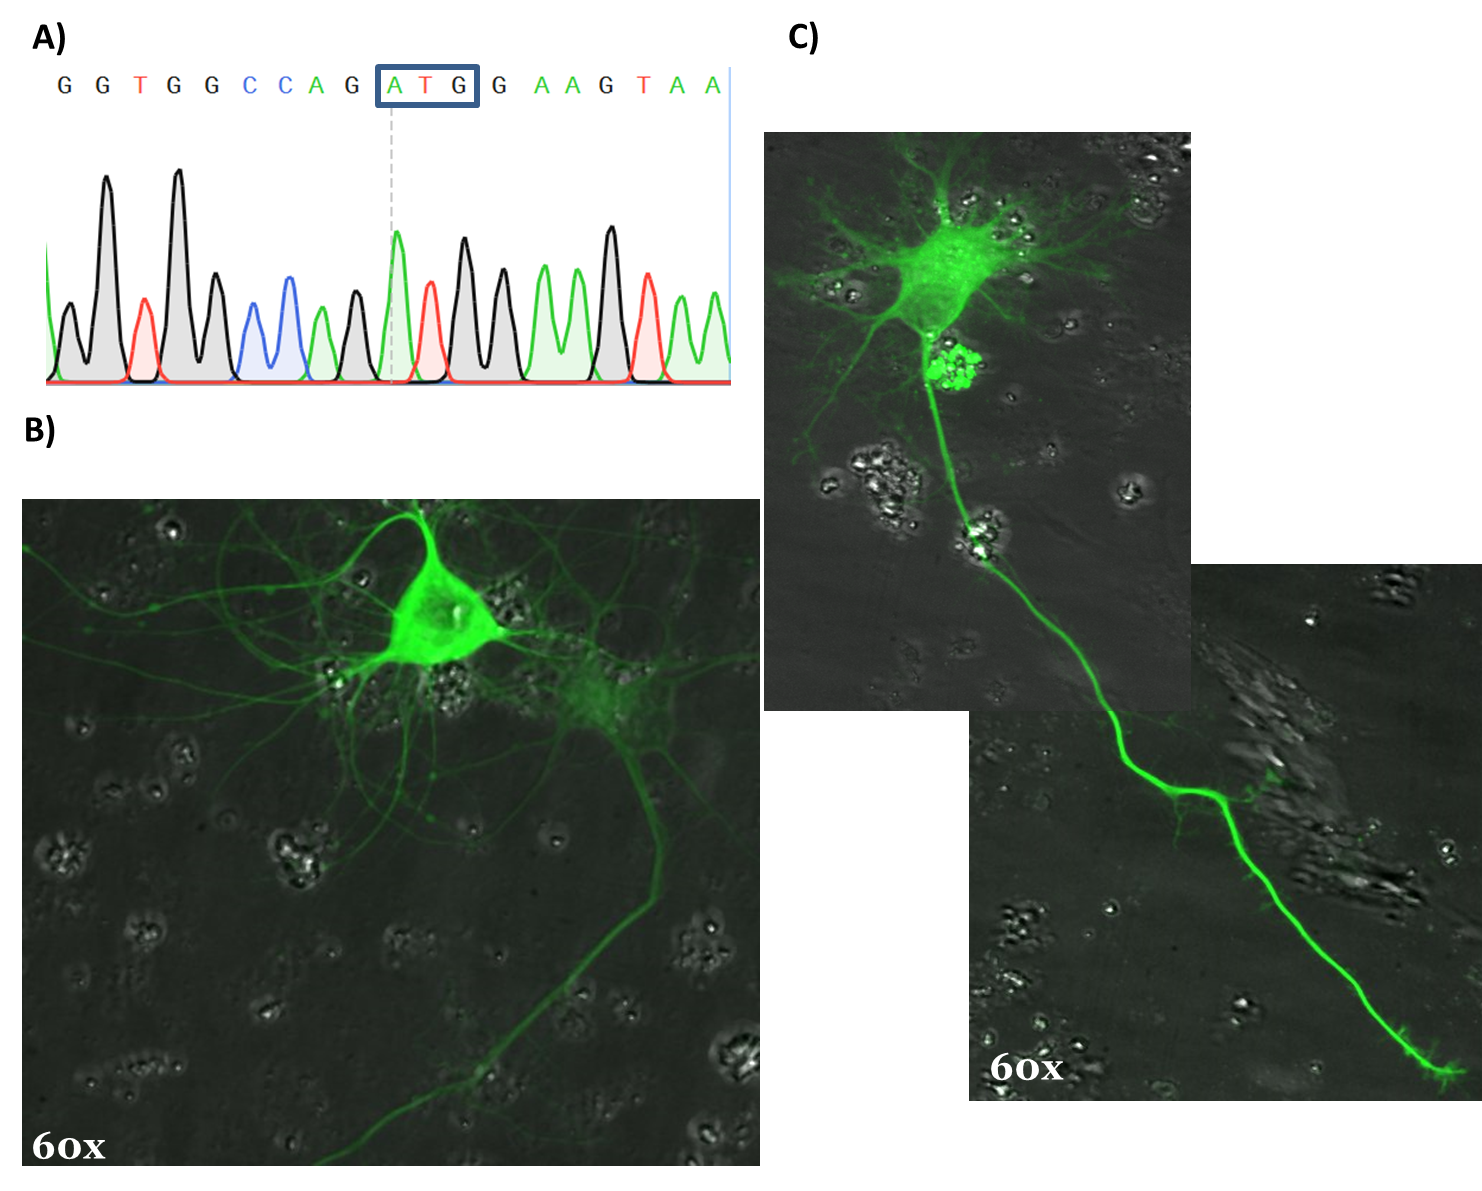 A)
G G T G G C C A G A T G G A A G T A A
B)
60x
C)
60x